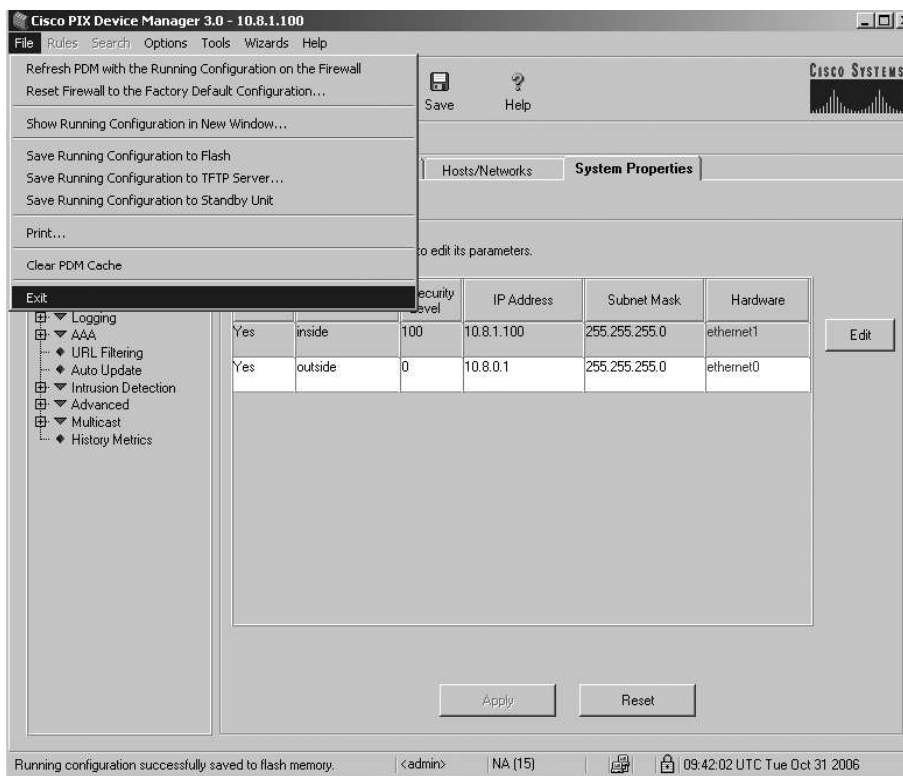 Cisco PIX Device Manager 3.0 - 10.8.1.100
File Rules Search Options Tools Wizards Help
Refresh PDM with the Running Configuration on the Firewall
Reset Firewall to the Factory Default Configuration...
Show Running Configuration in New Window...
Save Running Configuration to Flash
Save Running Configuration to TFTP Server...
Save Running Configuration to Standby Unit
Print...
Clear PDM Cache
Exit
Save Help
CISCO SYSTEMS
Hosts/Networks System Properties
to edit its parameters.
Level IP Address Subnet Mask Hardware
Yes inside 100 10.8.1.100 255.255.255.0 ethernet1
Yes outside 0 10.8.0.1 255.255.255.0 ethernet0
Edit
Logging
AAA
URL Filtering
Auto Update
Intrusion Detection
Advanced
Multicast
History Metrics
Apply Reset
Running configuration successfully saved to flash memory. <admin> NA (15) 09:42:02 UTC Tue Oct 31 2006